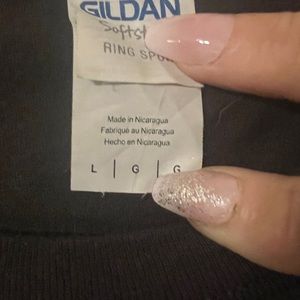 GILDAN
RING
Made in Nicaragua
Fabriqué au Nicaragua
Hecho en Nicaragua
L | G | G